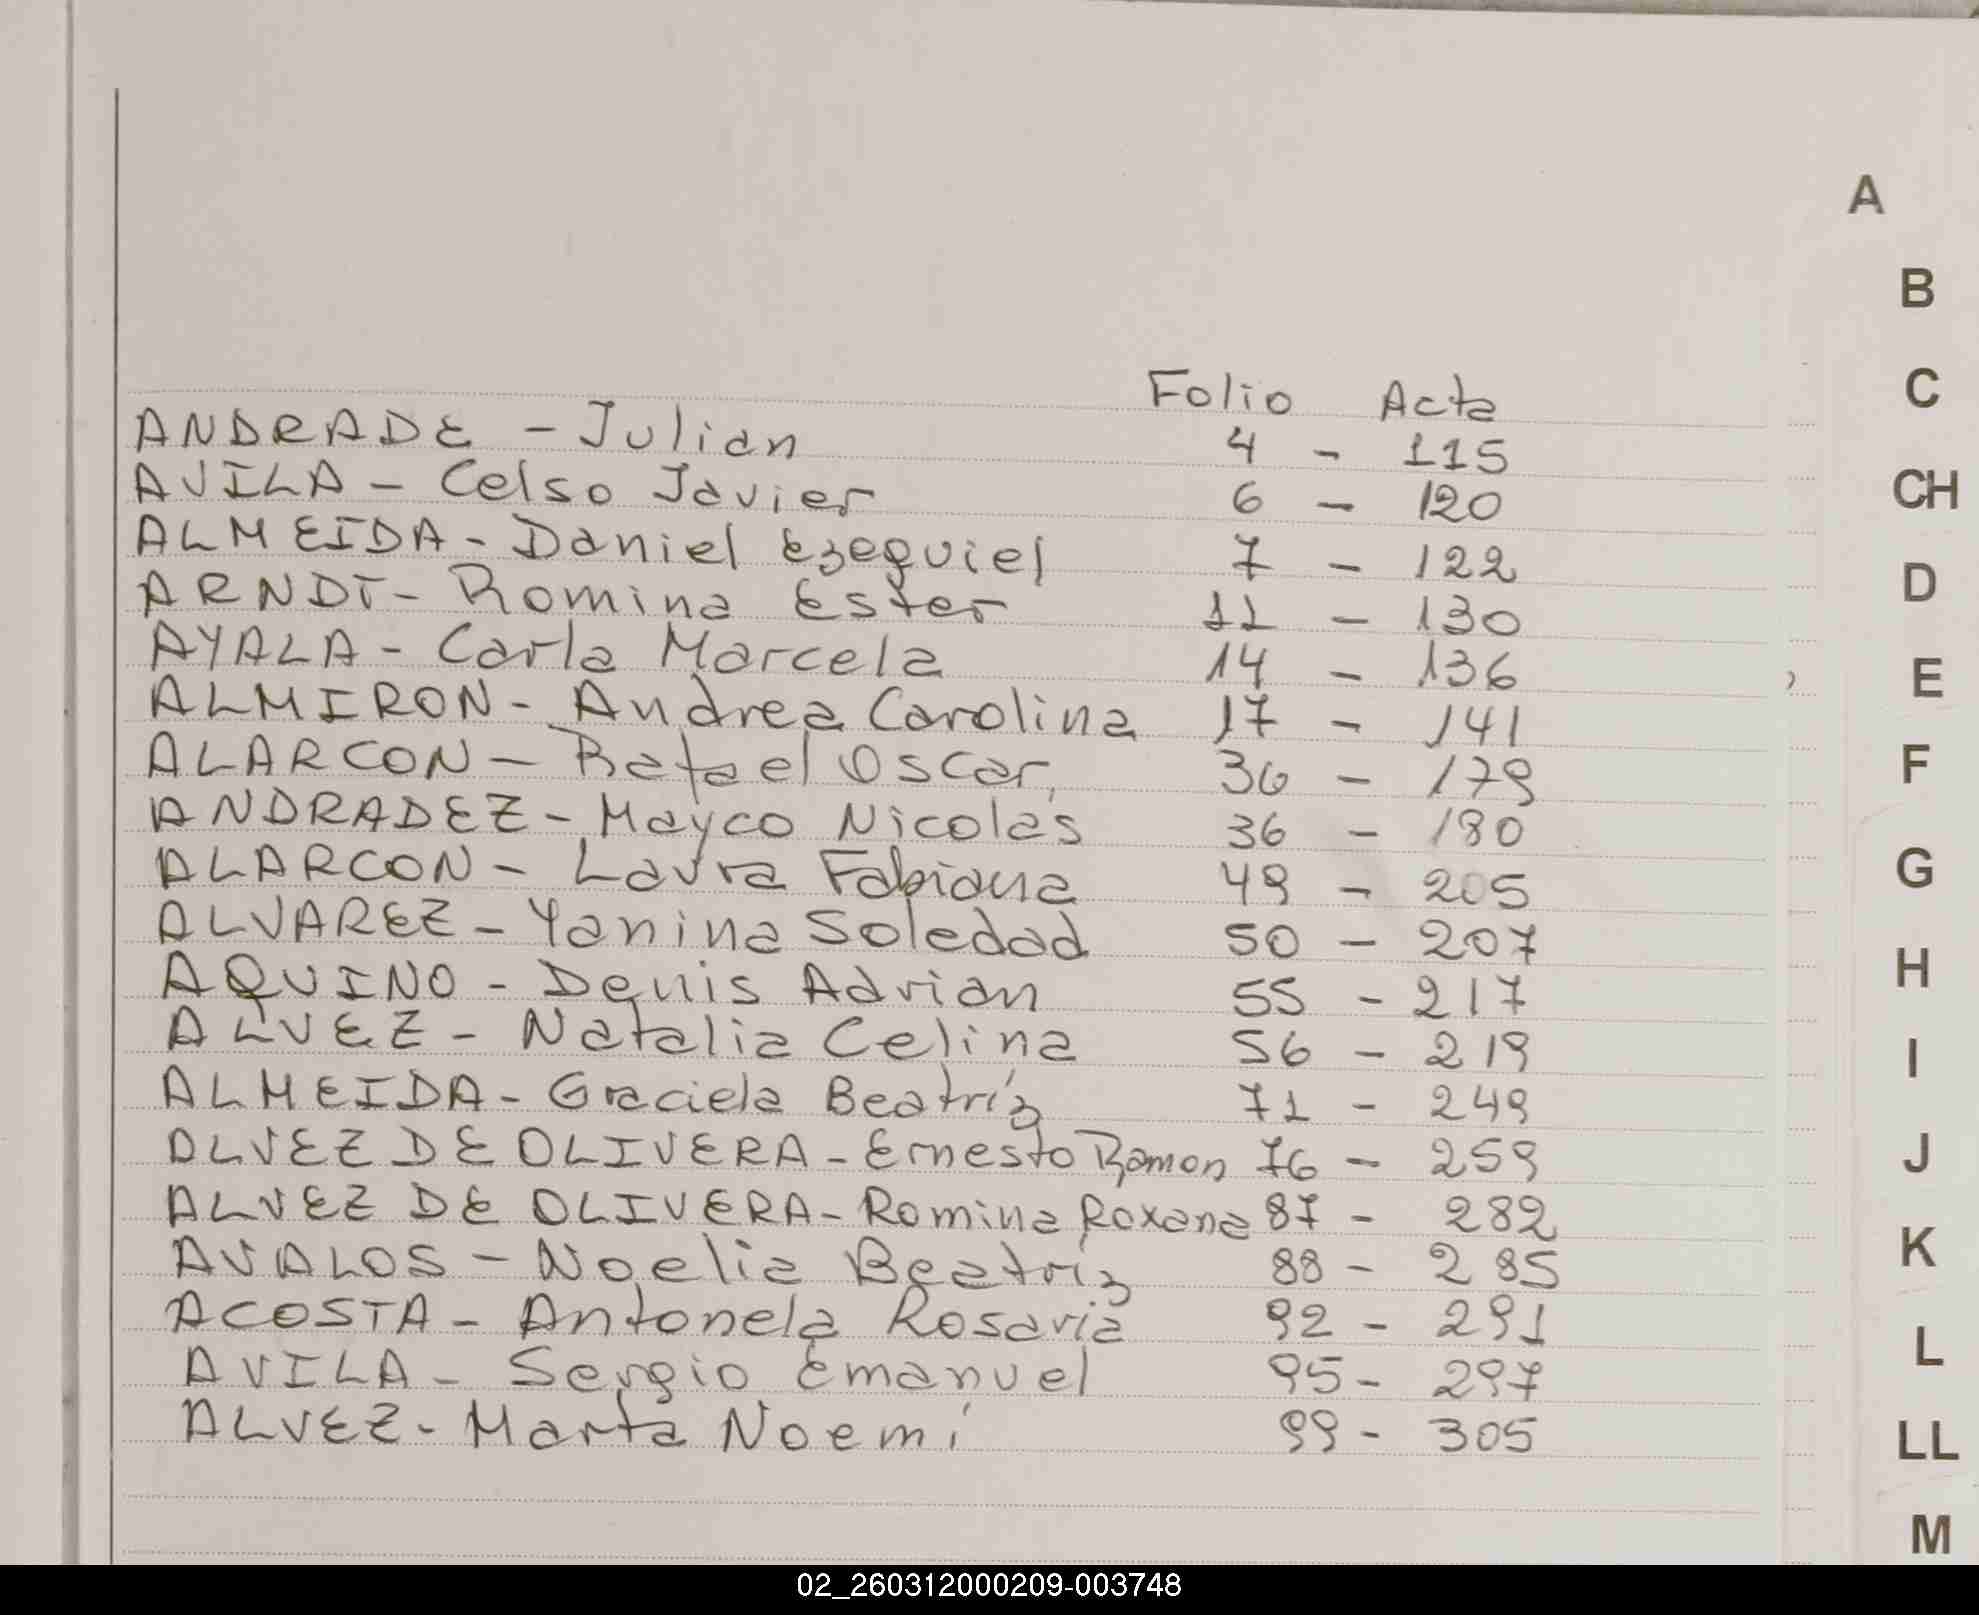 Folio Acta
ANDRADE - Julian 4 - 115
AVILA - Celso Javier 6 - 120
ALMEIDA - Daniel Ezequiel 7 - 122
ARNDT - Romina Ester 11 - 130
AYALA - Carla Marcela 14 - 136
ALMIRON - Andrea Carolina 17 - 141
ALARCON - Rafael Oscar, 36 - 179
ANDRADEZ - Mayco Nicolás 36 - 180
ALARCON - Laura Fabiana 49 - 205
ALVAREZ - Yanina Soledad 50 - 207
AQUINO - Denis Adrian 55 - 217
ALVEZ - Natalia Celina 56 - 219
ALMEIDA - Graciela Beatríz 71 - 249
ALVEZ DE OLIVERA - Ernesto Ramon 76 - 259
ALVEZ DE OLIVERA - Romina Roxana 87 - 282
AVALOS - Noelia Beatríz 88 - 285
ACOSTA - Antonela Rosaria 92 - 291
AVILA - Sergio Emanuel 95 - 297
ALVEZ - Marta Noemí 99 - 305
A
B
C
CH
D
E
F
G
H
I
J
K
L
LL
M
02_260312000209-003748